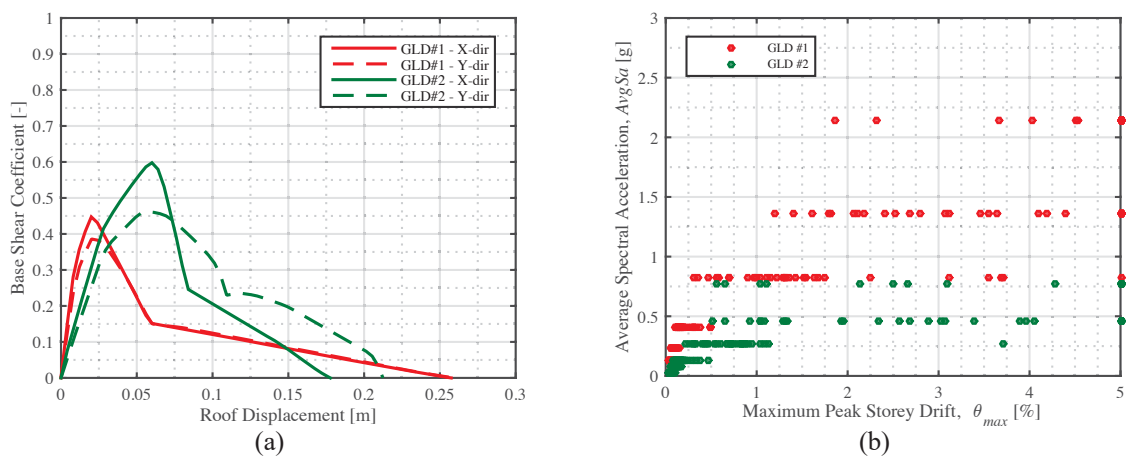 1
0.9
0.8
0.7
0.6
0.5
0.4
0.3
0.2
0.1
0
Base Shear Coefficient [-]
GLD#1 - X-dir
GLD#1 - Y-dir
GLD#2 - X-dir
GLD#2 - Y-dir
0 0.05 0.1 0.15 0.2 0.25 0.3
Roof Displacement [m]
(a)
3
2.5
2
1.5
1
0.5
0
Average Spectral Acceleration, AvgSa [g]
GLD #1
GLD #2
0 1 2 3 4 5
Maximum Peak Storey Drift, θmax [%]
(b)